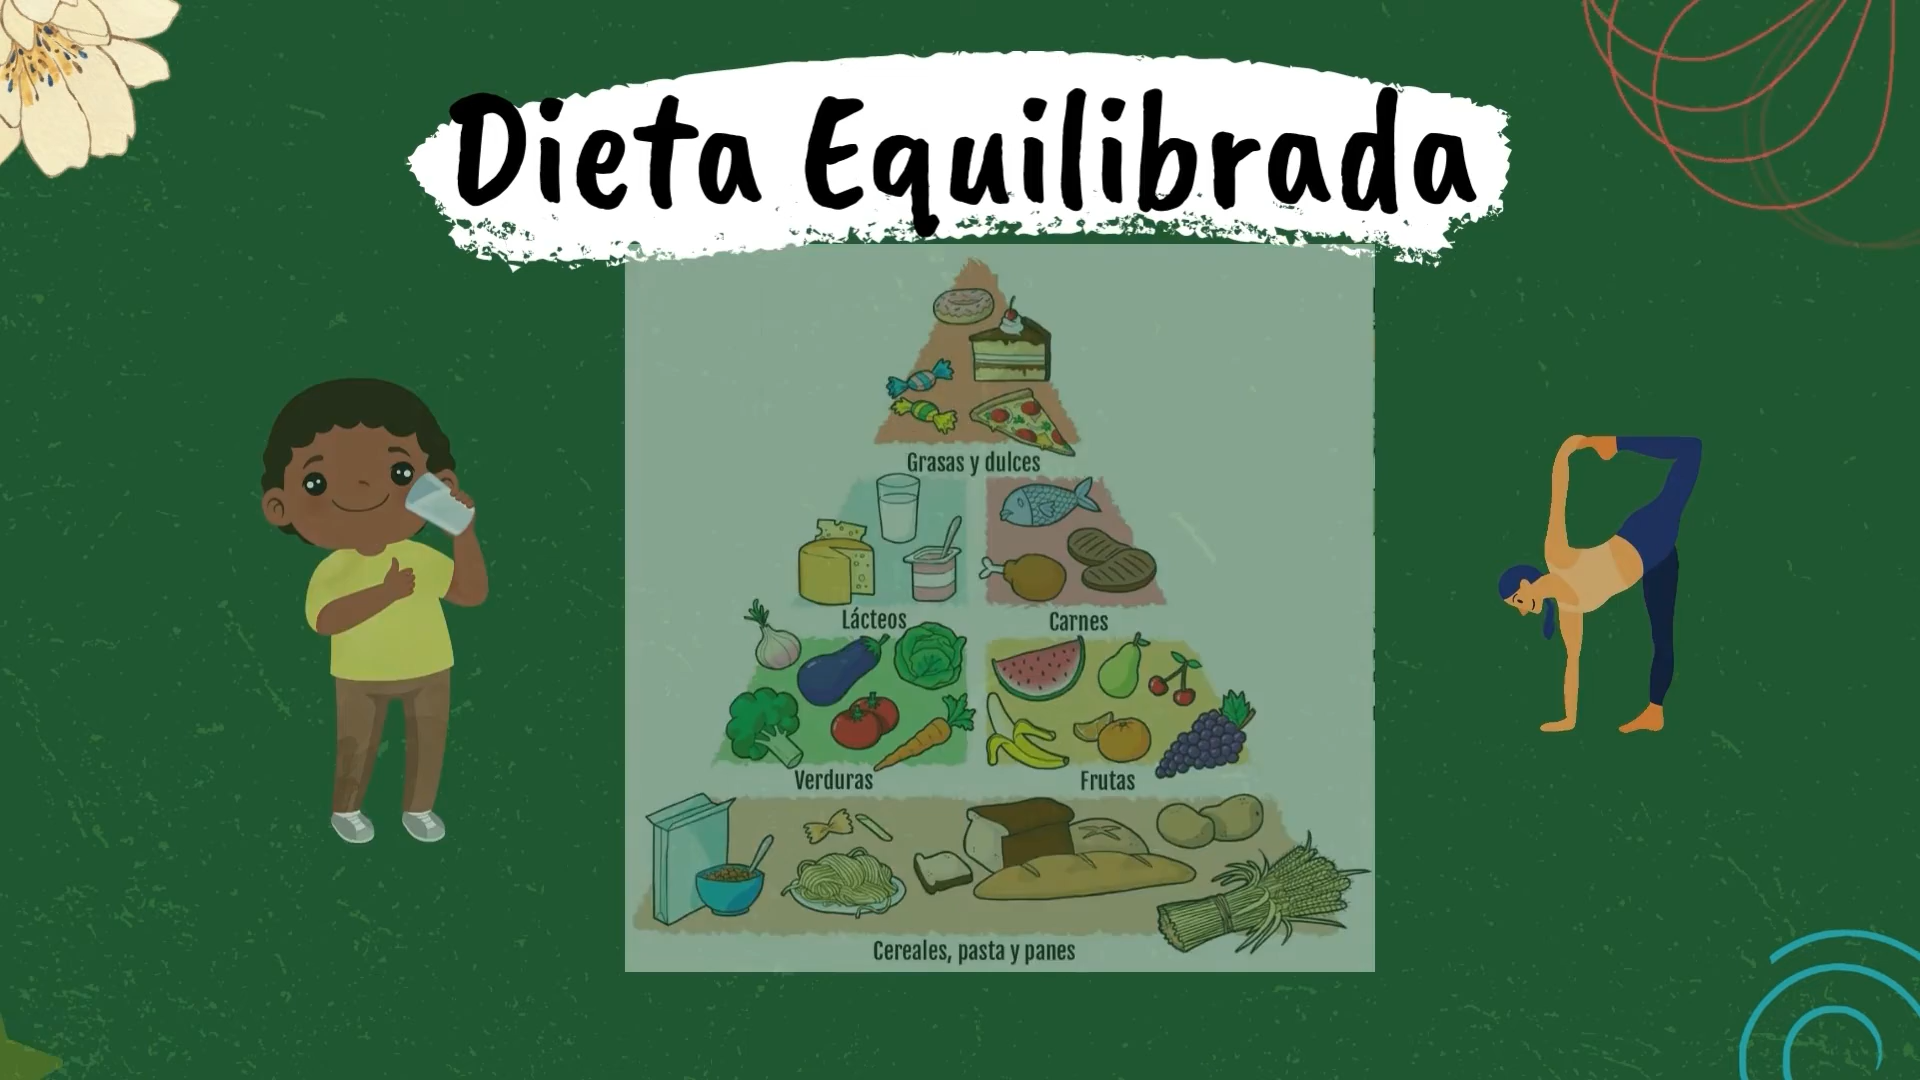 Dieta Equilibrada
Grasas y dulces
Lácteos
Carnes
Verduras
Frutas
Cereales, pasta y panes